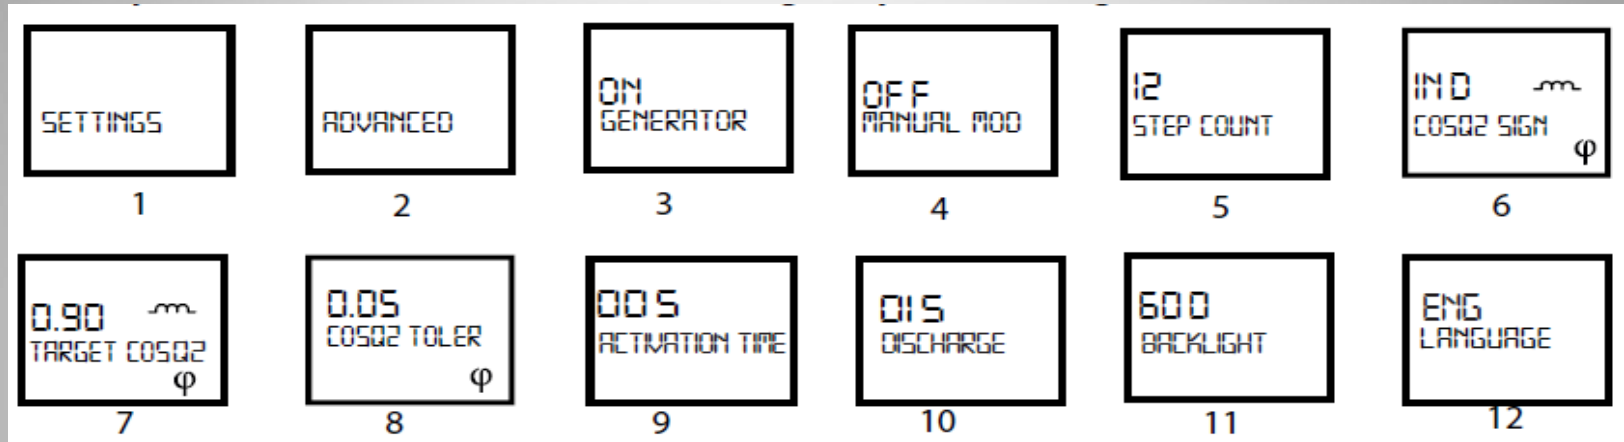 SETTINGS
ADVANCED
ON
GENERATOR
OFF
MANUAL MOD
12
STEP COUNT
IND
COSQ2 SIGN
φ
1 2 3 4 5 6
0.90
TARGET COSQ2
φ
0.05
COSQ2 TOLER
φ
005
ACTIVATION TIME
015
DISCHARGE
600
BACKLIGHT
ENG
LANGUAGE
7 8 9 10 11 12